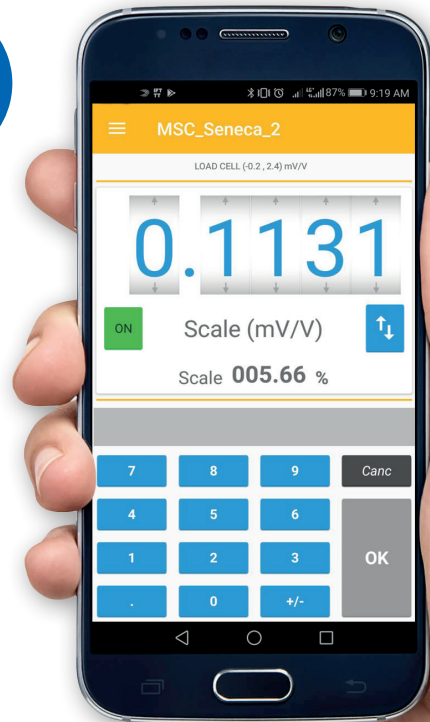 87% 9:19 AM
MSC_Seneca_2
LOAD CELL (-0.2 , 2.4) mV/V
0.1131
ON Scale (mV/V)
Scale 005.66 %
7 8 9 Canc
4 5 6
1 2 3 OK
. 0 +/-